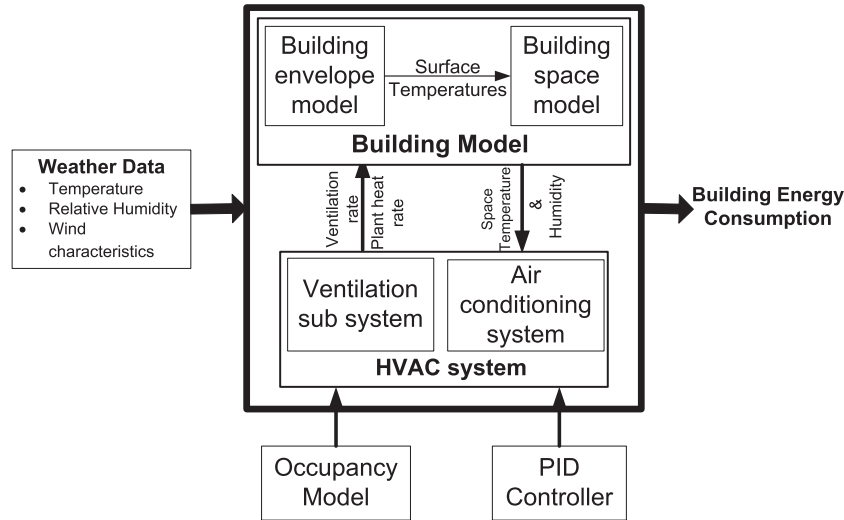 Building
envelope
model
Surface
Temperatures
Building
space
model
Building Model
Weather Data
• Temperature
• Relative Humidity
• Wind
characteristics
Ventilation
rate
Plant heat
rate
Space
Temperature
&
Humidity
Building Energy
Consumption
Ventilation
sub system
Air
conditioning
system
HVAC system
Occupancy
Model
PID
Controller